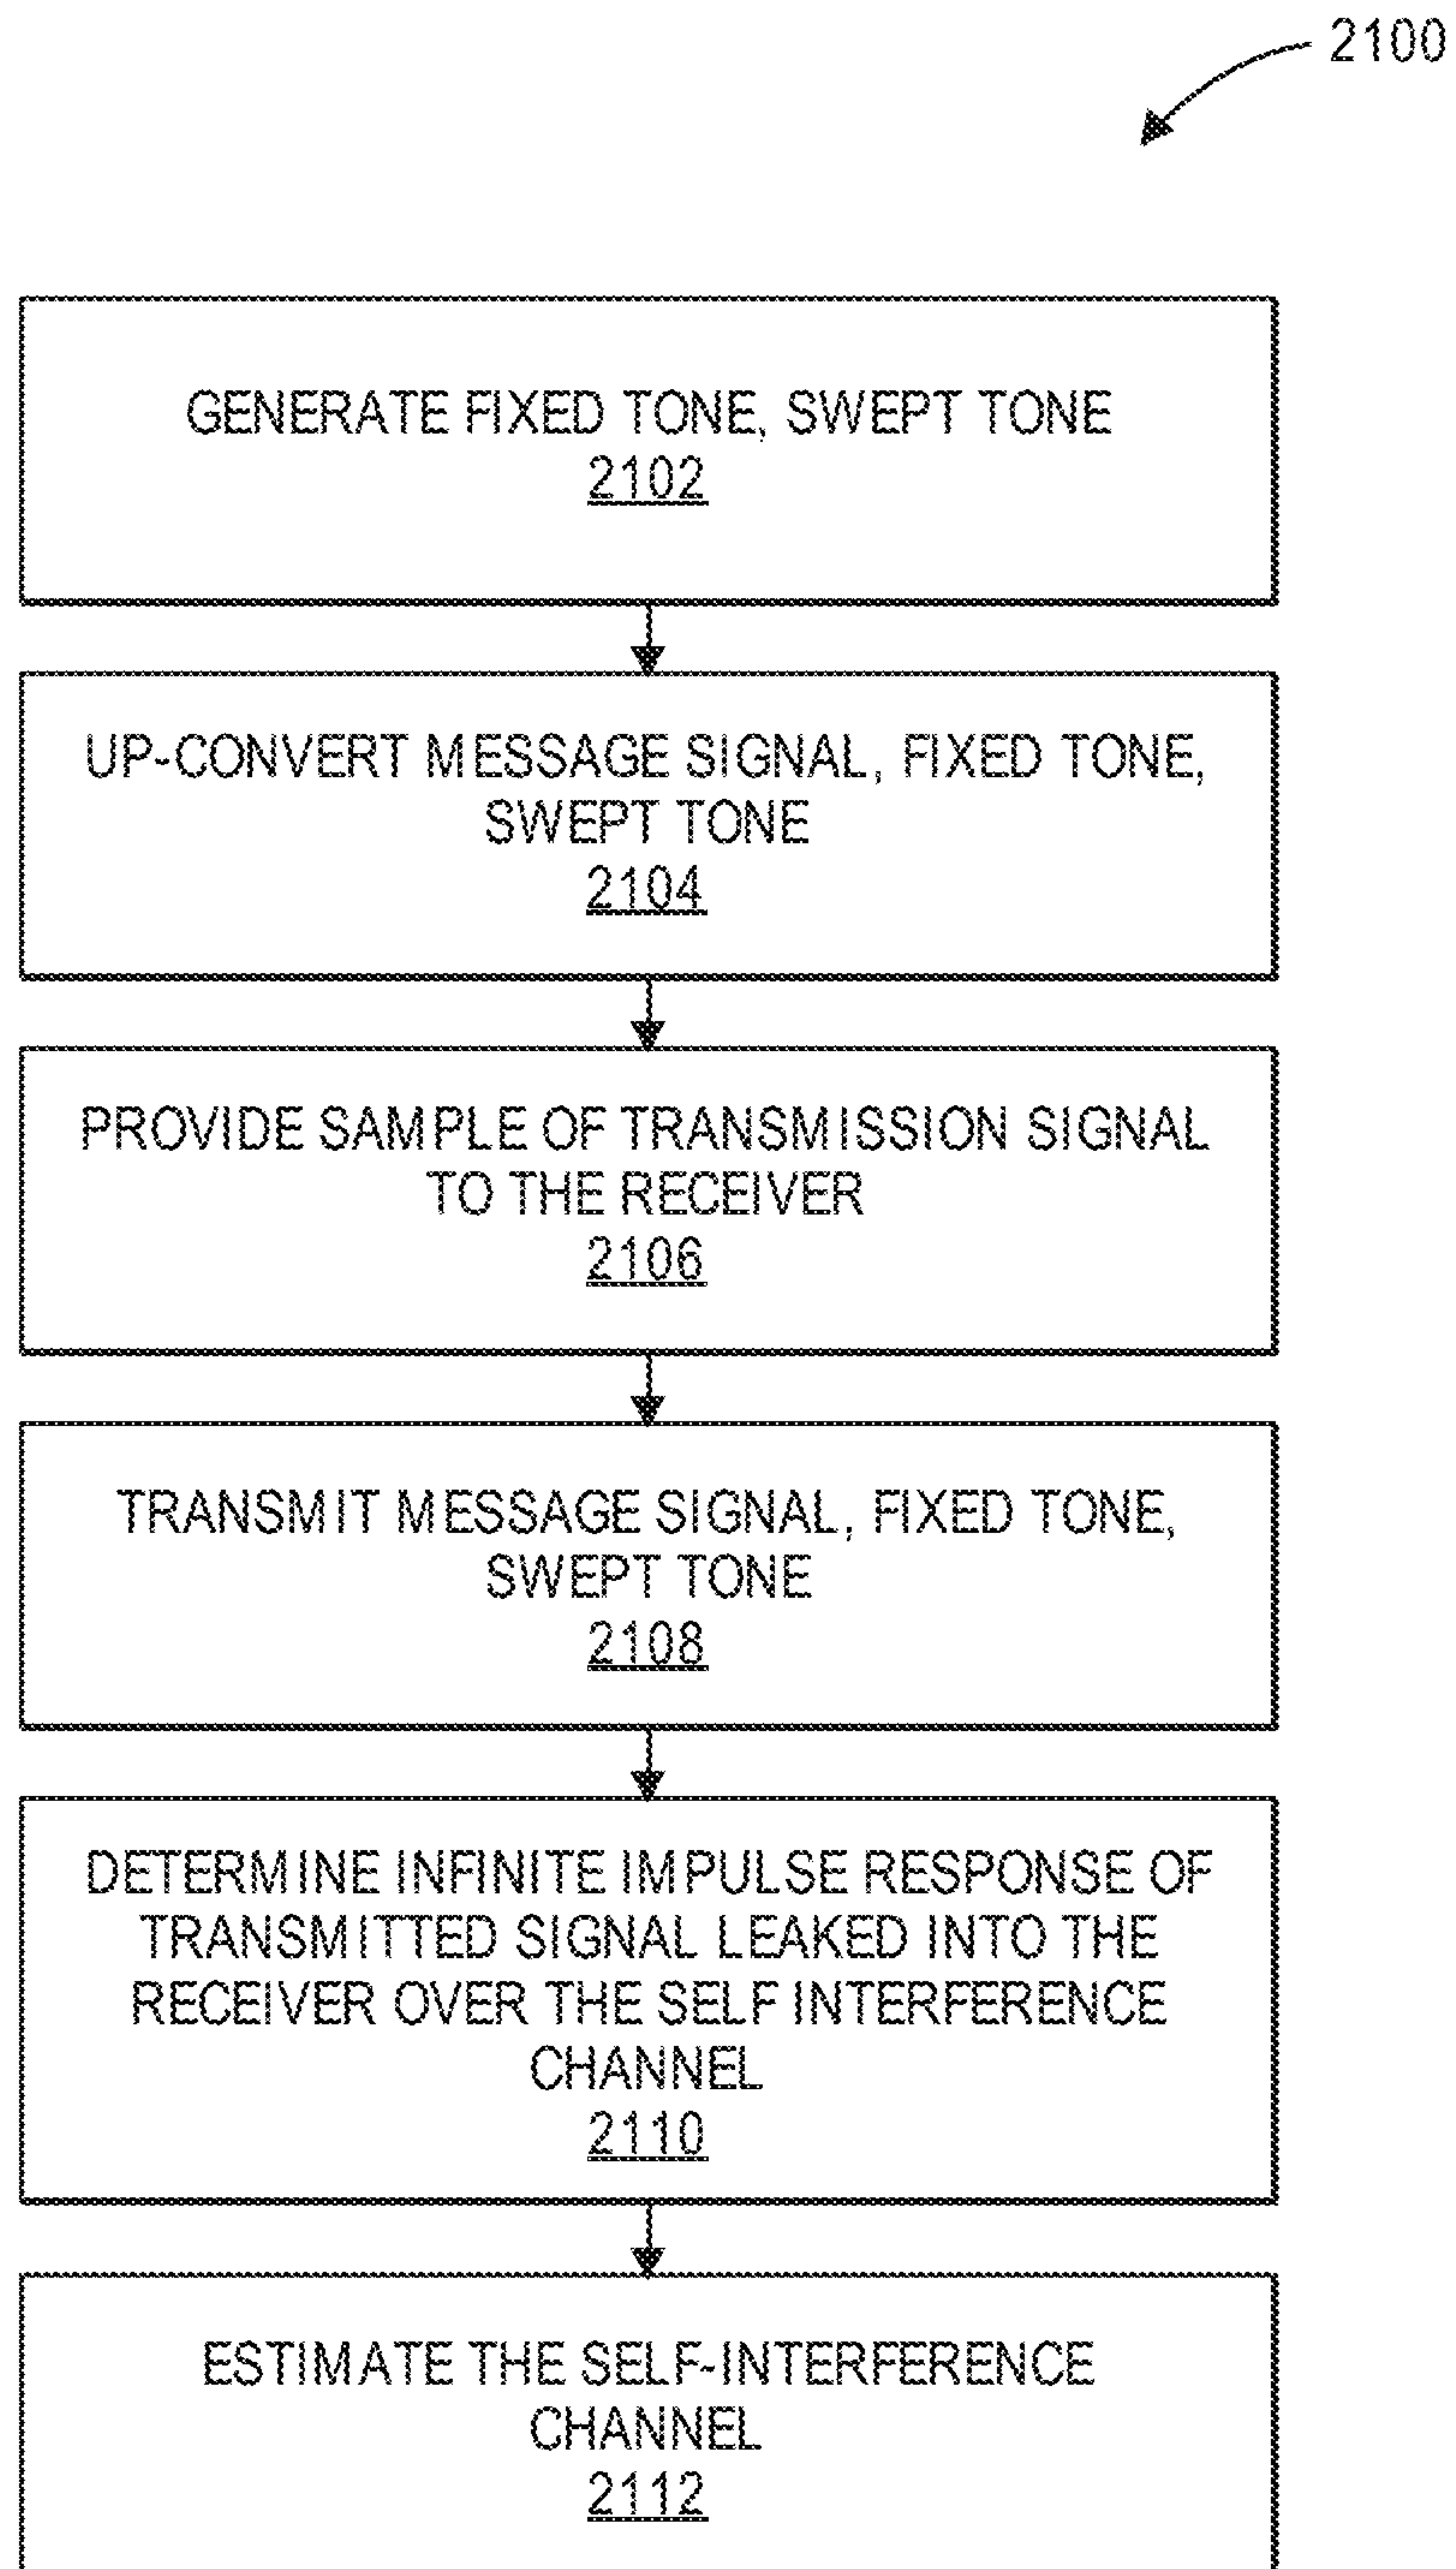 2100
GENERATE FIXED TONE, SWEPT TONE
2102
UP-CONVERT MESSAGE SIGNAL, FIXED TONE,
SWEPT TONE
2104
PROVIDE SAMPLE OF TRANSMISSION SIGNAL
TO THE RECEIVER
2106
TRANSMIT MESSAGE SIGNAL, FIXED TONE,
SWEPT TONE
2108
DETERMINE INFINITE IMPULSE RESPONSE OF
TRANSMITTED SIGNAL LEAKED INTO THE
RECEIVER OVER THE SELF INTERFERENCE
CHANNEL
2110
ESTIMATE THE SELF-INTERFERENCE
CHANNEL
2112